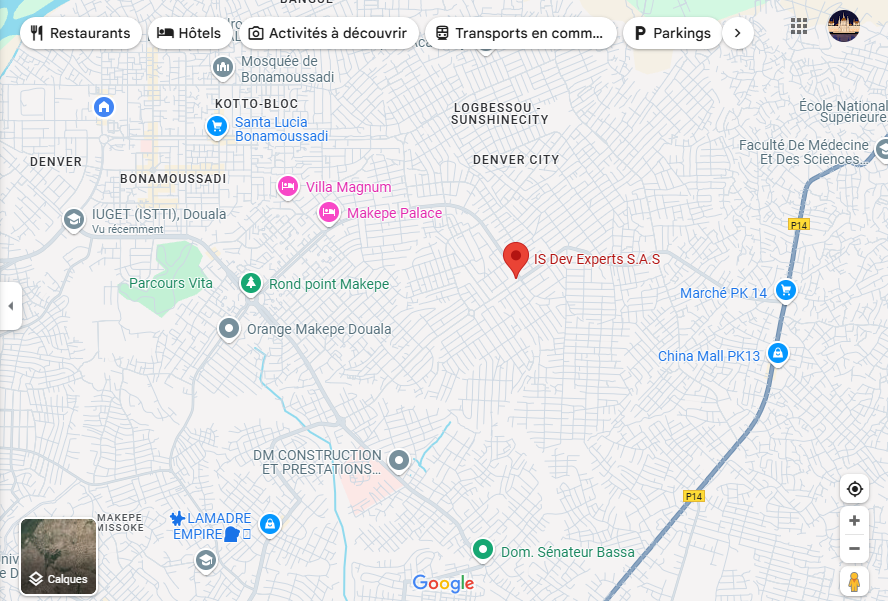 BANGUE
Restaurants
Hôtels
Activités à découvrir
Transports en comm...
Parkings
Mosquée de
Bonamoussadi
KOTTO-BLOC
LOGBESSOU -
SUNSHINECITY
École National
Supérieure
Santa Lucia
Bonamoussadi
Faculté De Médecine
Et Des Sciences...
DENVER
DENVER CITY
BONAMOUSSADI
Villa Magnum
IUGET (ISTTI), Douala
Vu récemment
Makepe Palace
P14
IS Dev Experts S.A.S
Parcours Vita
Rond point Makepe
Marché PK 14
Orange Makepe Douala
China Mall PK13
DM CONSTRUCTION
ET PRESTATIONS...
P14
MAKEPE
MISSOKE
LAMADRE
EMPIRE
Dom. Sénateur Bassa
Calques
Google